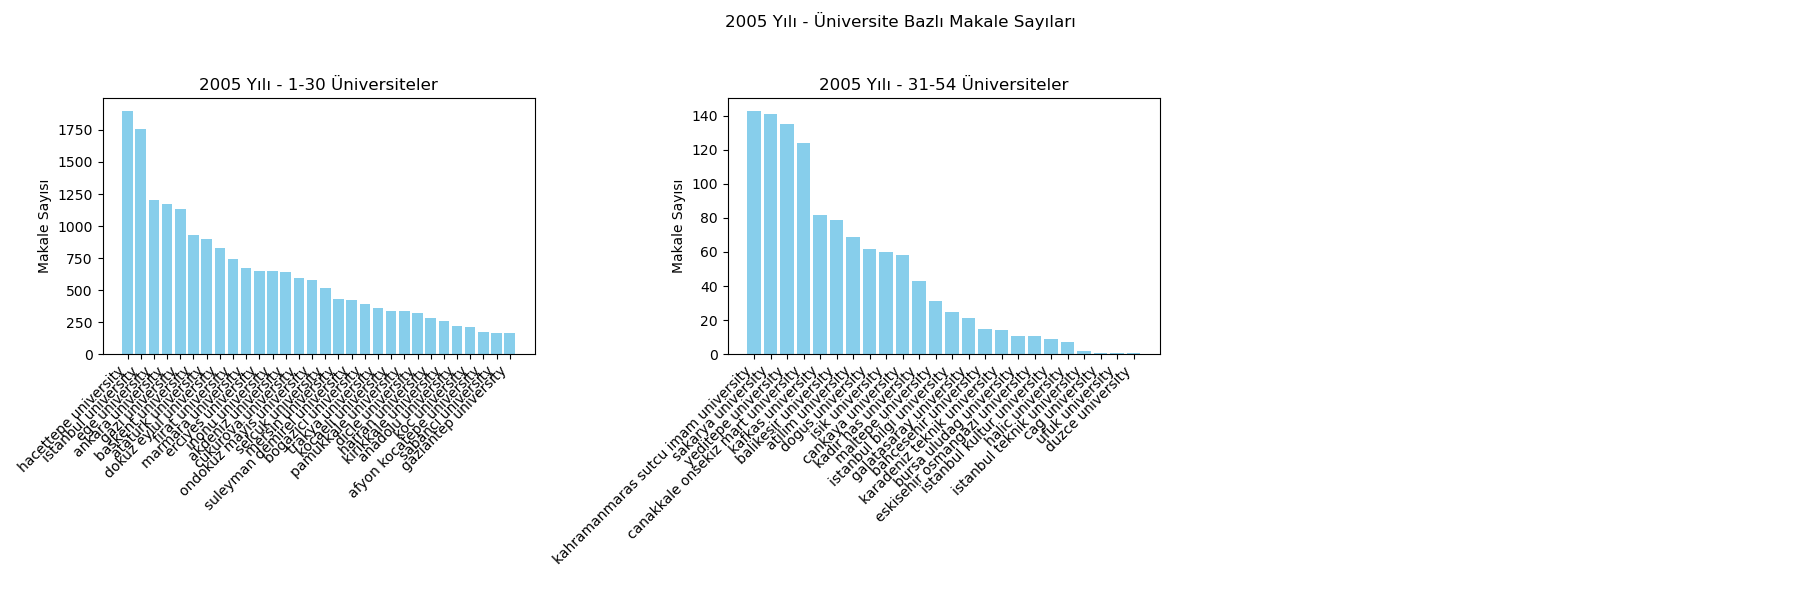 2005 Yılı - Üniversite Bazlı Makale Sayıları
2005 Yılı - 1-30 Üniversiteler
Makale Sayısı
1750
1500
1250
1000
750
500
250
0
hacettepe university
istanbul university
ege university
ankara university
gazi university
baskent university
ataturk university
dokuz eylul university
firat university
marmara university
erciyes university
inonu university
akdeniz university
cukurova university
ondokuz mayis university
selcuk university
mersin university
suleyman demirel university
bogazici university
trakya university
kocaeli university
pamukkale university
dicle university
harran university
kirikkale university
anadolu university
koc university
afyon kocatepe university
sabanci university
gaziantep university
2005 Yılı - 31-54 Üniversiteler
Makale Sayısı
140
120
100
80
60
40
20
0
kahramanmaras sutcu imam university
sakarya university
yeditepe university
canakkale onsekiz mart university
kafkas university
balikesir university
atilim university
dogus university
isik university
cankaya university
kadir has university
maltepe university
istanbul bilgi university
galatasaray university
bahcesehir university
karadeniz teknik university
bursa uludag university
eskisehir osmangazi university
istanbul kultur university
halic university
istanbul teknik university
cag university
ufuk university
duzce university